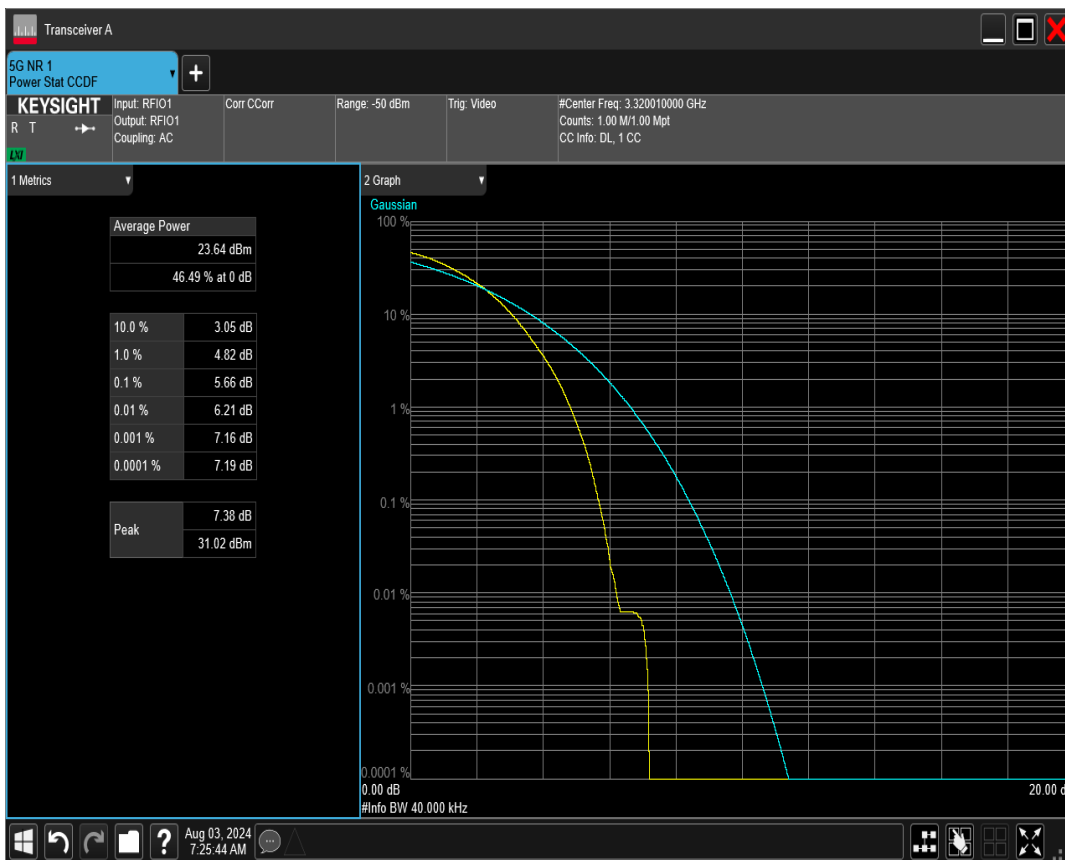 Transceiver A
5G NR 1
Power Stat CCDF
KEYSIGHT
R T
LXI
Input: RFIO1
Output: RFIO1
Coupling: AC
Corr CCorr
Range: -50 dBm
Trig: Video
#Center Freq: 3.320010000 GHz
Counts: 1.00 M/1.00 Mpt
CC Info: DL, 1 CC
1 Metrics
Average Power
23.64 dBm
46.49 % at 0 dB
10.0 % 3.05 dB
1.0 % 4.82 dB
0.1 % 5.66 dB
0.01 % 6.21 dB
0.001 % 7.16 dB
0.0001 % 7.19 dB
Peak 7.38 dB
31.02 dBm
2 Graph
Gaussian
100 %
10 %
1 %
0.1 %
0.01 %
0.001 %
0.0001 %
0.00 dB 20.00 d
#Info BW 40.000 kHz
?
Aug 03, 2024
7:25:44 AM